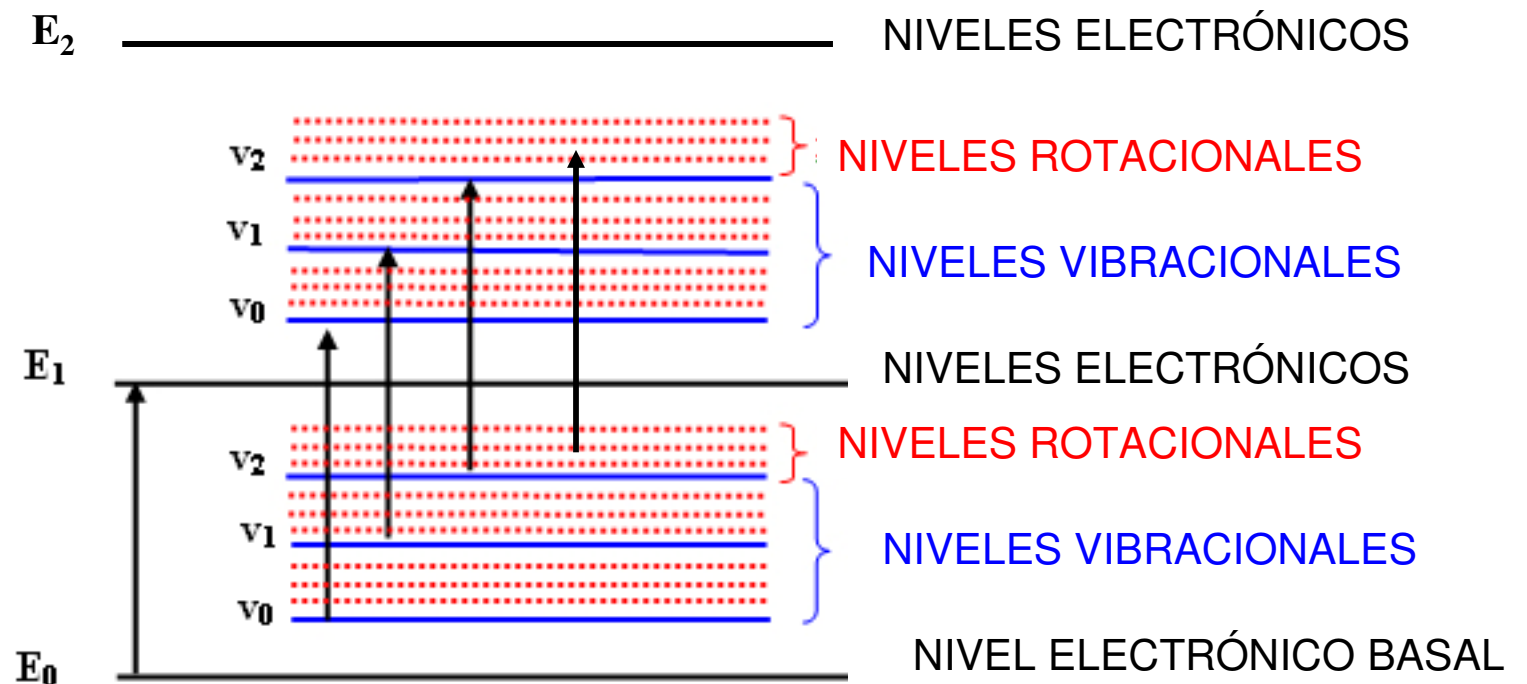 E2 NIVELES ELECTRÓNICOS
v2 NIVELES ROTACIONALES
v1 NIVELES VIBRACIONALES
v0
E1 NIVELES ELECTRÓNICOS
v2 NIVELES ROTACIONALES
v1 NIVELES VIBRACIONALES
v0
E0 NIVEL ELECTRÓNICO BASAL